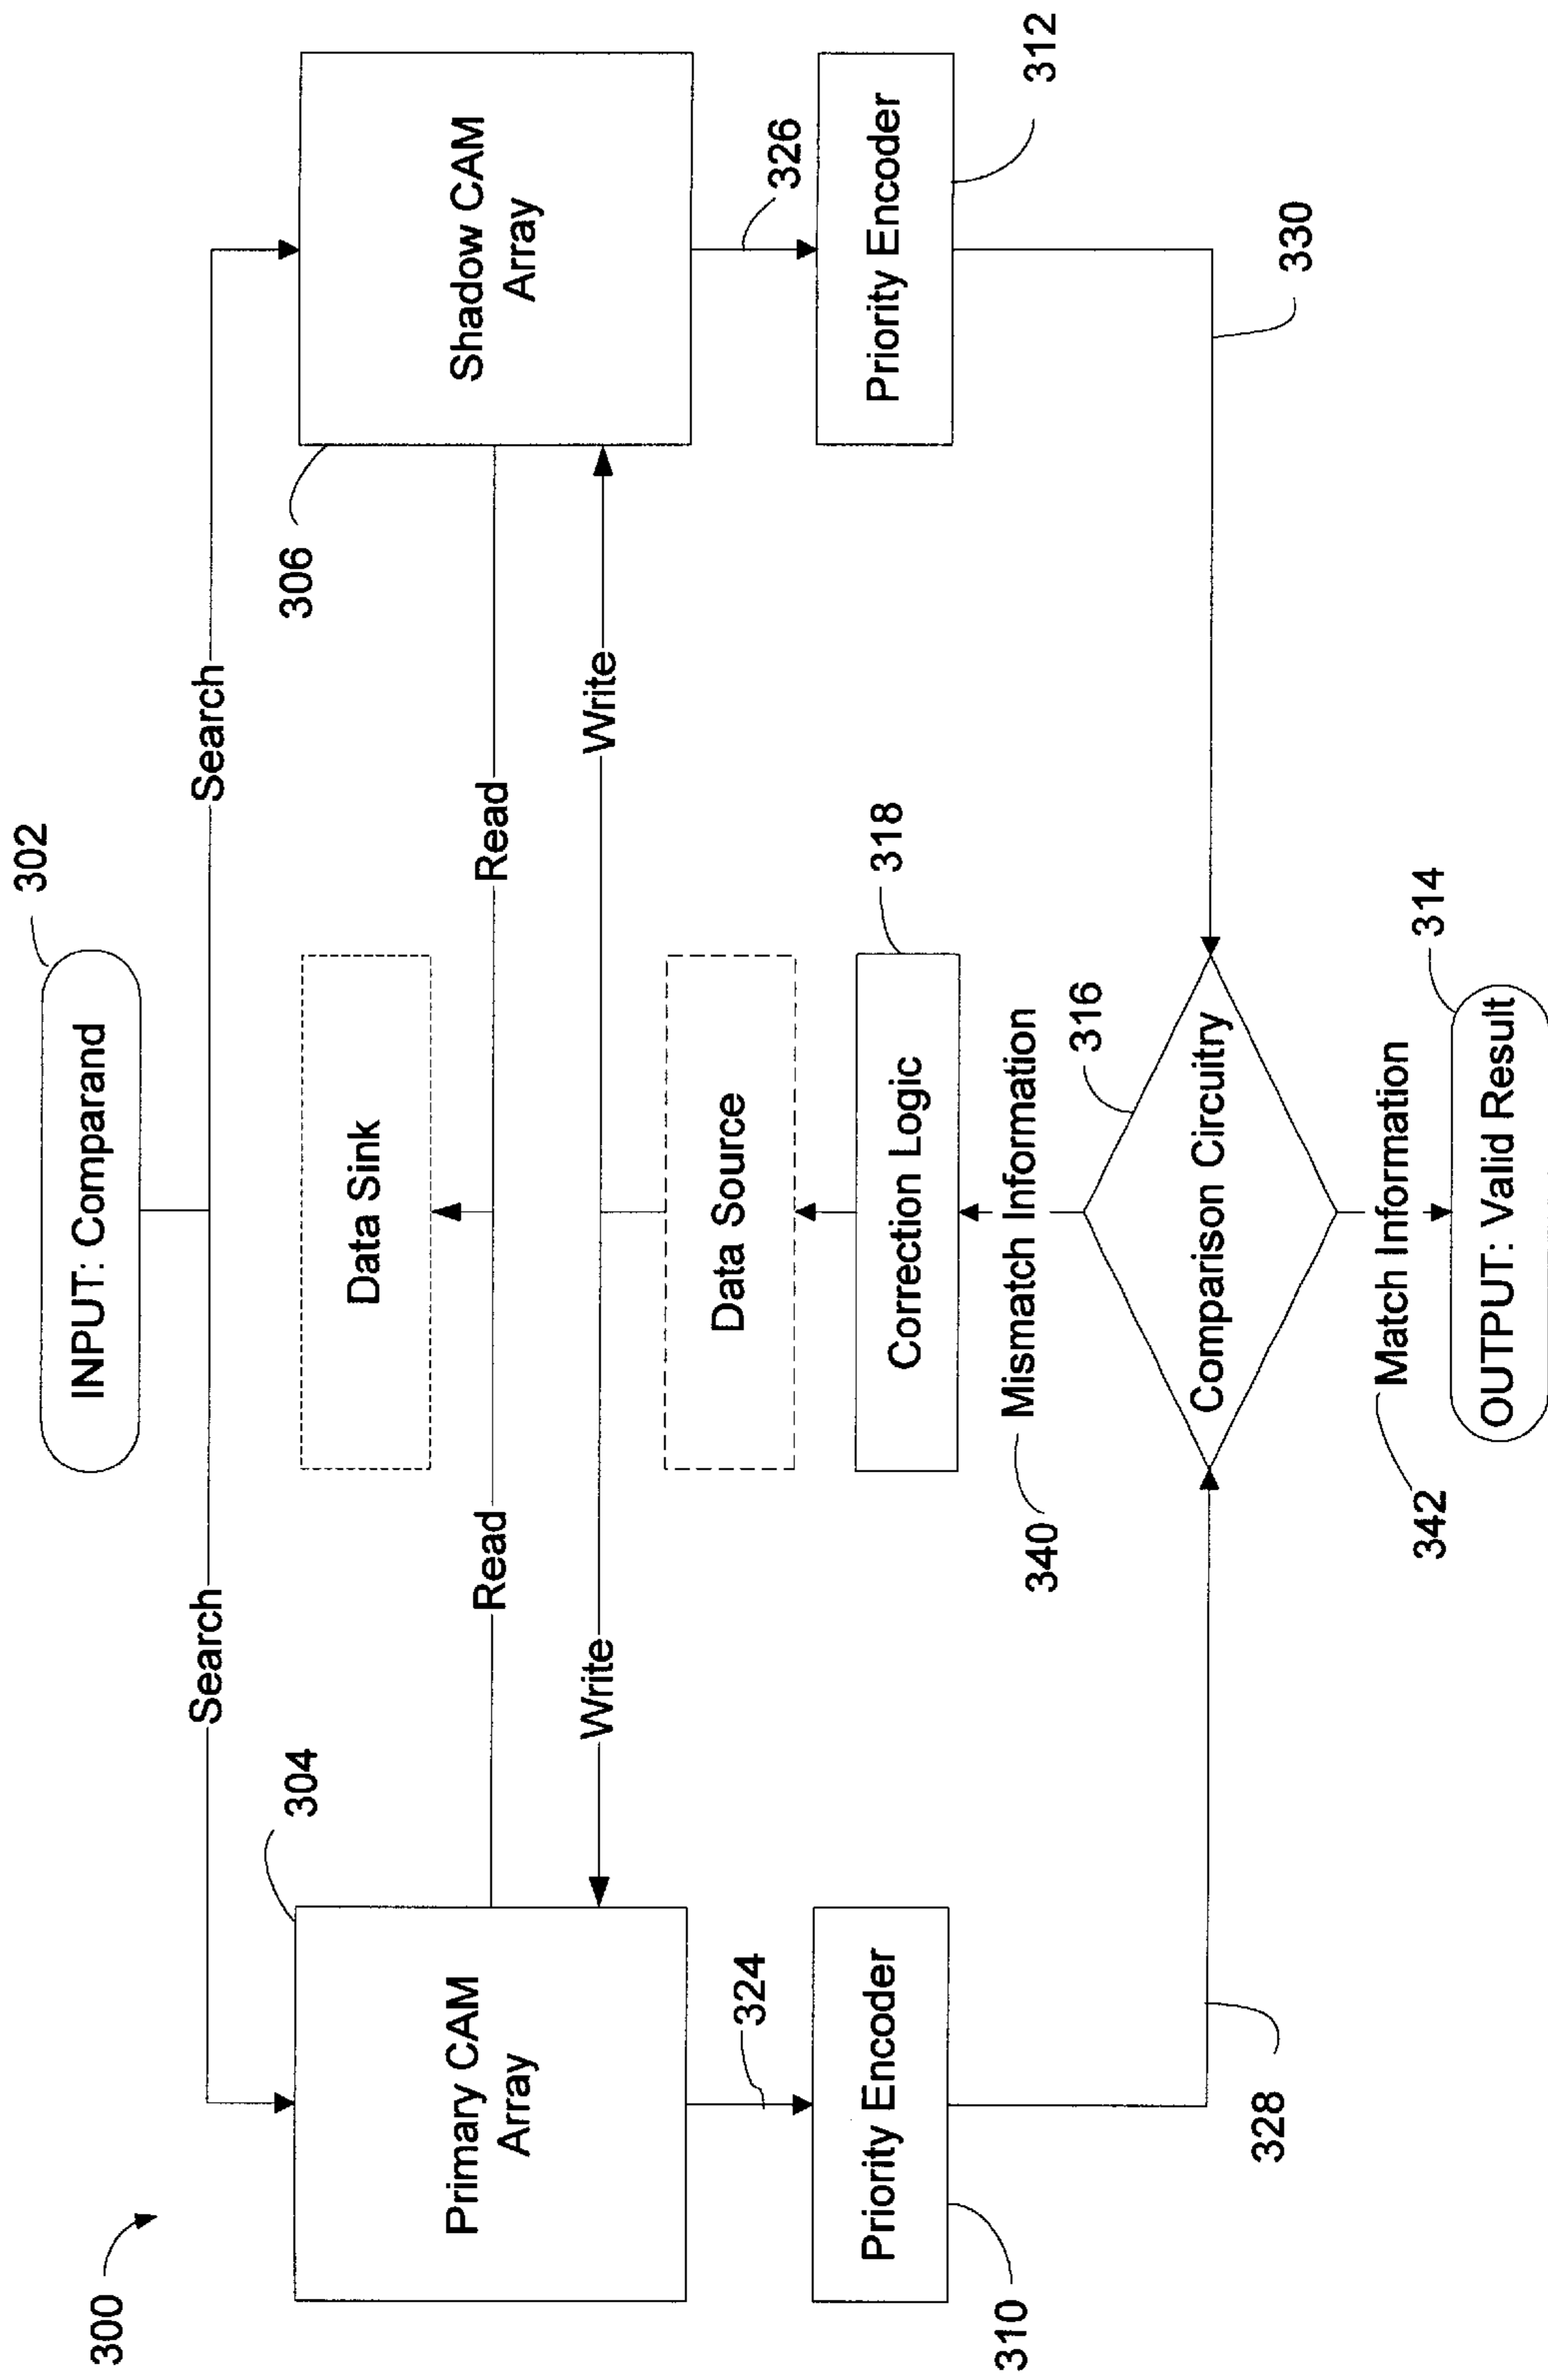 300
INPUT: Comparand
302
Search
Search
304
Primary CAM
Array
Data Sink
306
Shadow CAM
Array
Read
Read
Write
Write
324
Data Source
326
Priority Encoder
310
Correction Logic
318
Priority Encoder
312
340
Mismatch Information
316
Comparison Circuitry
328
330
342
Match Information
OUTPUT: Valid Result
314